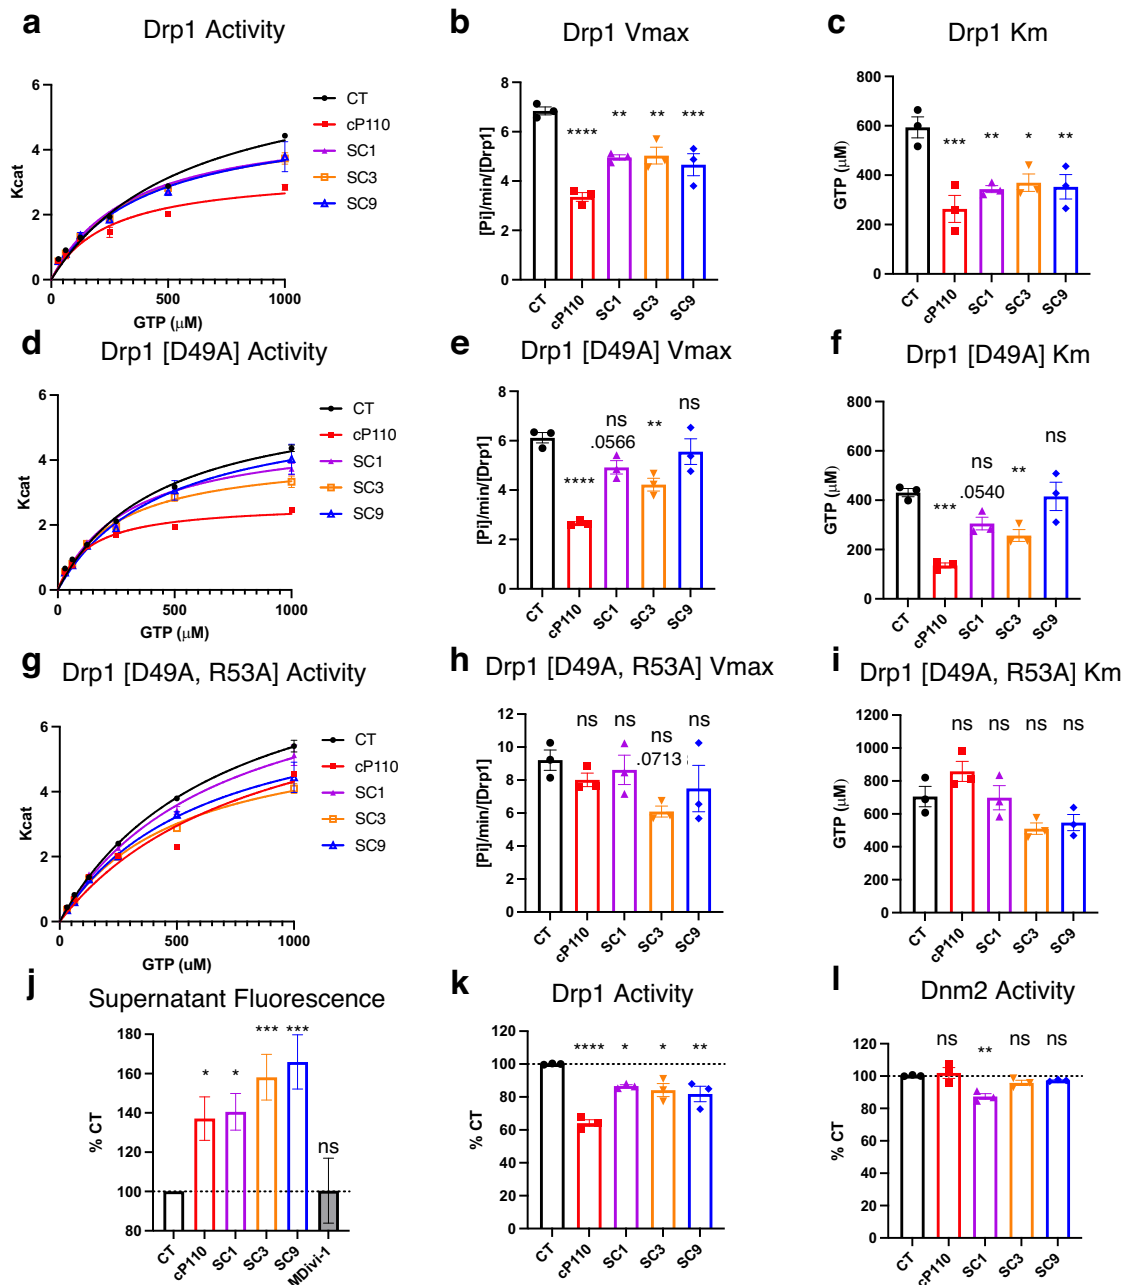 a Drp1 Activity
6
4
2
0
Kcat
0 500 1000
GTP (μM)
CT
cP110
SC1
SC3
SC9
b Drp1 Vmax
8
6
4
2
0
[Pi]/min/[Drp1]
**** ** ** ***
CT cP110 SC1 SC3 SC9
c Drp1 Km
800
600
400
200
0
GTP (μM)
*** ** * **
CT cP110 SC1 SC3 SC9
d Drp1 [D49A] Activity
6
4
2
0
Kcat
0 500 1000
GTP (μM)
CT
cP110
SC1
SC3
SC9
e Drp1 [D49A] Vmax
8
6
4
2
0
[Pi]/min/[Drp1]
**** ns .0566 ** ns
CT cP110 SC1 SC3 SC9
f Drp1 [D49A] Km
800
600
400
200
0
GTP (μM)
*** ns .0540 ** ns
CT cP110 SC1 SC3 SC9
g Drp1 [D49A, R53A] Activity
6
4
2
0
Kcat
0 500 1000
GTP (uM)
CT
cP110
SC1
SC3
SC9
h Drp1 [D49A, R53A] Vmax
12
10
8
6
4
2
0
[Pi]/min/[Drp1]
ns ns ns .0713 ns
CT cP110 SC1 SC3 SC9
i Drp1 [D49A, R53A] Km
1200
1000
800
600
400
200
0
GTP (μM)
ns ns ns ns
CT cP110 SC1 SC3 SC9
j Supernatant Fluorescence
180
160
140
120
100
80
% CT
* * *** *** ns
CT cP110 SC1 SC3 SC9 MDivi-1
k Drp1 Activity
120
100
80
60
40
20
0
% CT
**** * * **
CT cP110 SC1 SC3 SC9
l Dnm2 Activity
120
100
80
60
40
20
0
% CT
ns ** ns ns
CT cP110 SC1 SC3 SC9